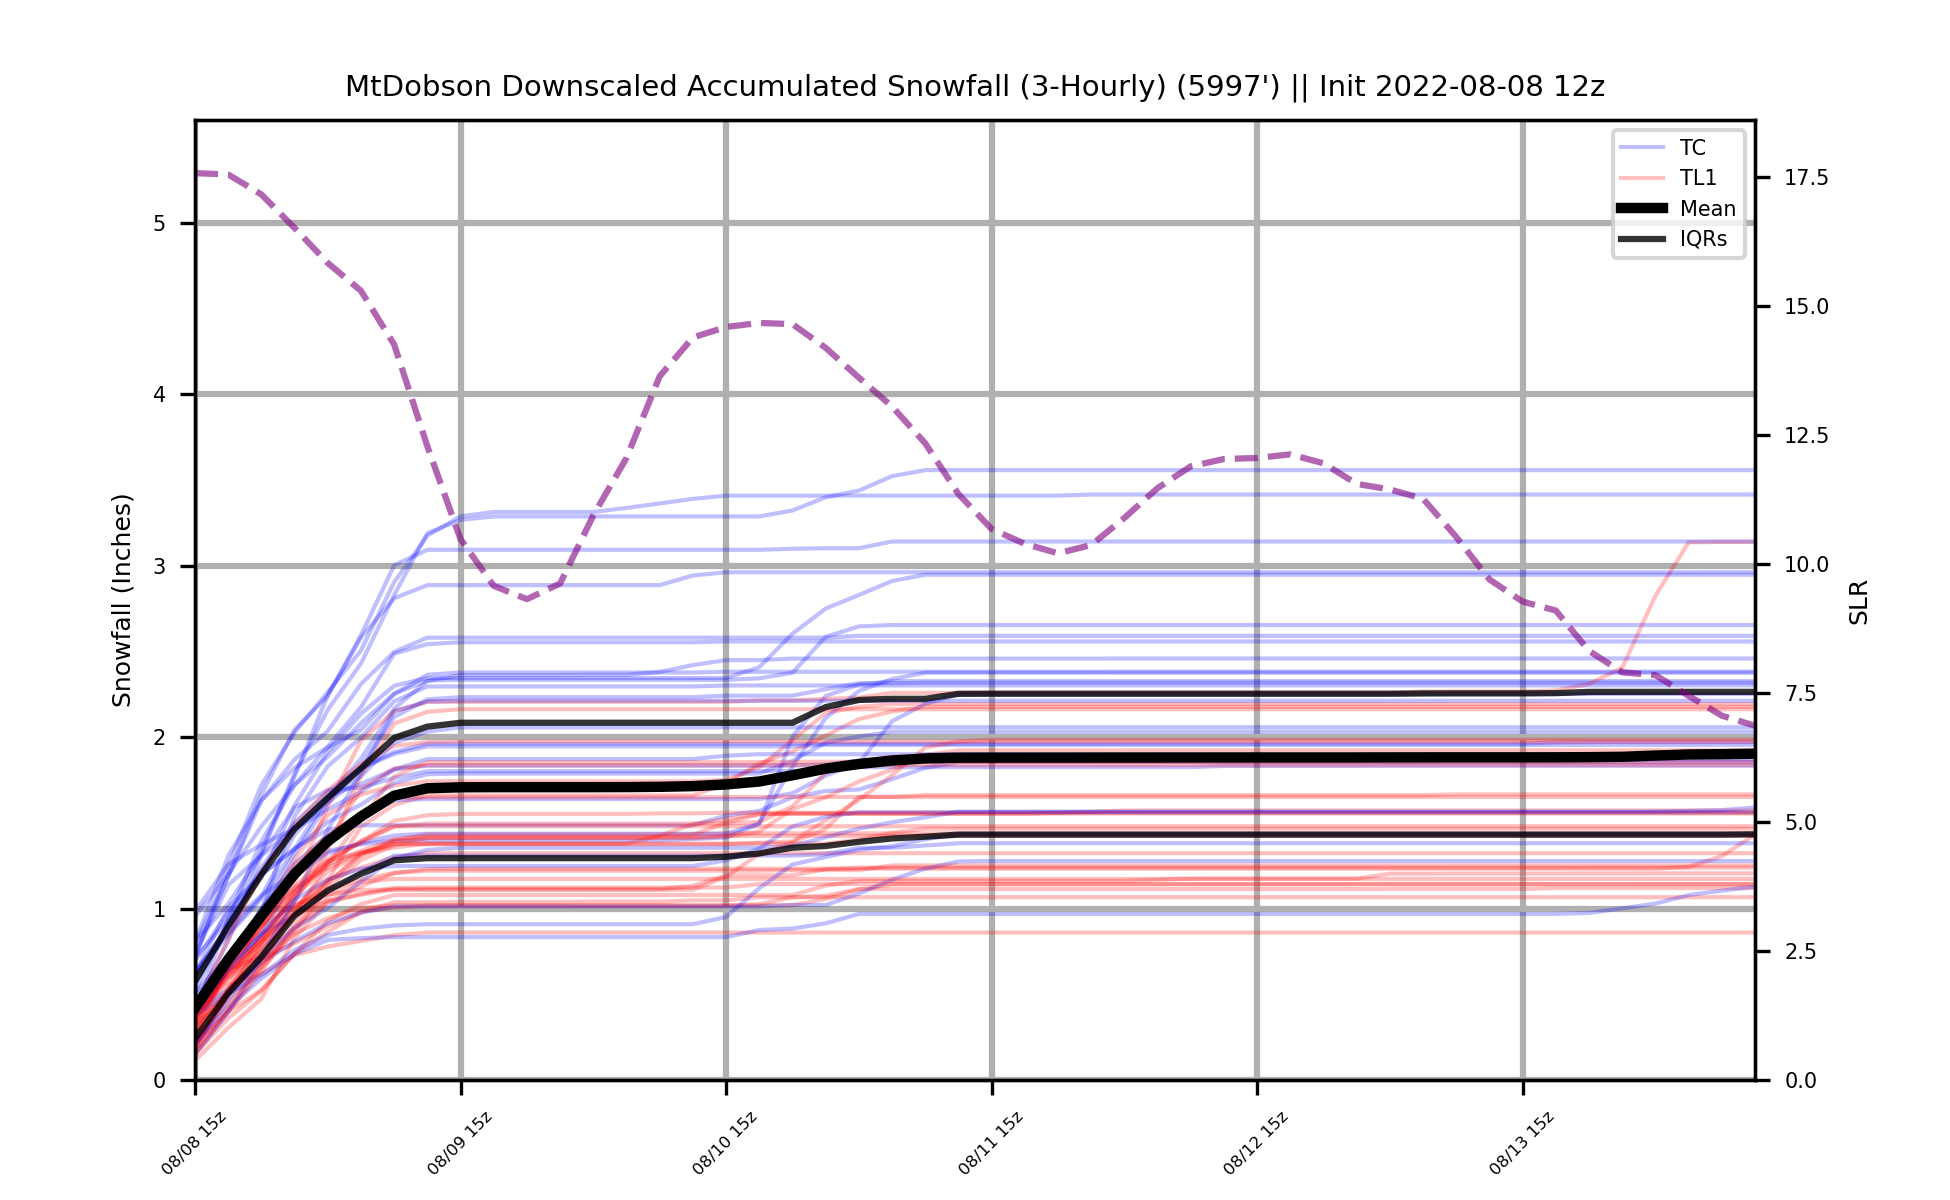 MtDobson Downscaled Accumulated Snowfall (3-Hourly) (5997') || Init 2022-08-08 12z
TC
TL1
Mean
IQRs
Snowfall (Inches)
5
4
3
2
1
0
17.5
15.0
12.5
10.0
7.5
5.0
2.5
0.0
SLR
08/08 15z
08/09 15z
08/10 15z
08/11 15z
08/12 15z
08/13 15z